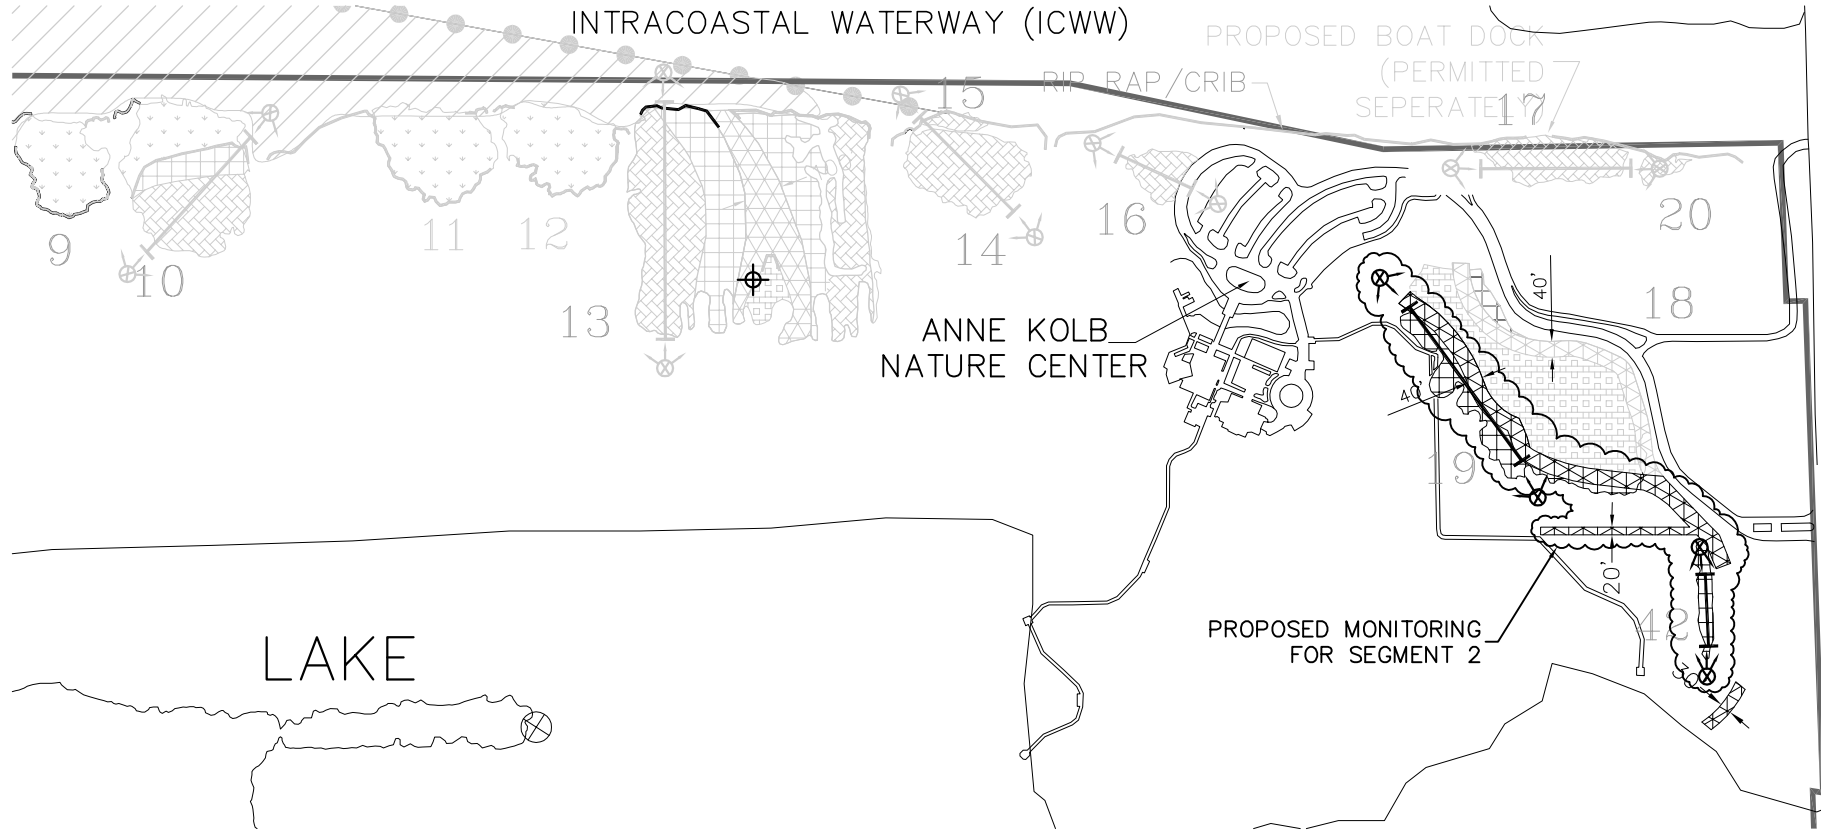 INTRACOASTAL WATERWAY (ICWW)
PROPOSED BOAT DOCK
(PERMITTED
SEPERATELY)
RIP RAP/CRIB
15
17
9
10
11
12
13
14
16
20
18
40'
ANNE KOLB
NATURE CENTER
40'
19
20'
42
PROPOSED MONITORING
FOR SEGMENT 2
LAKE